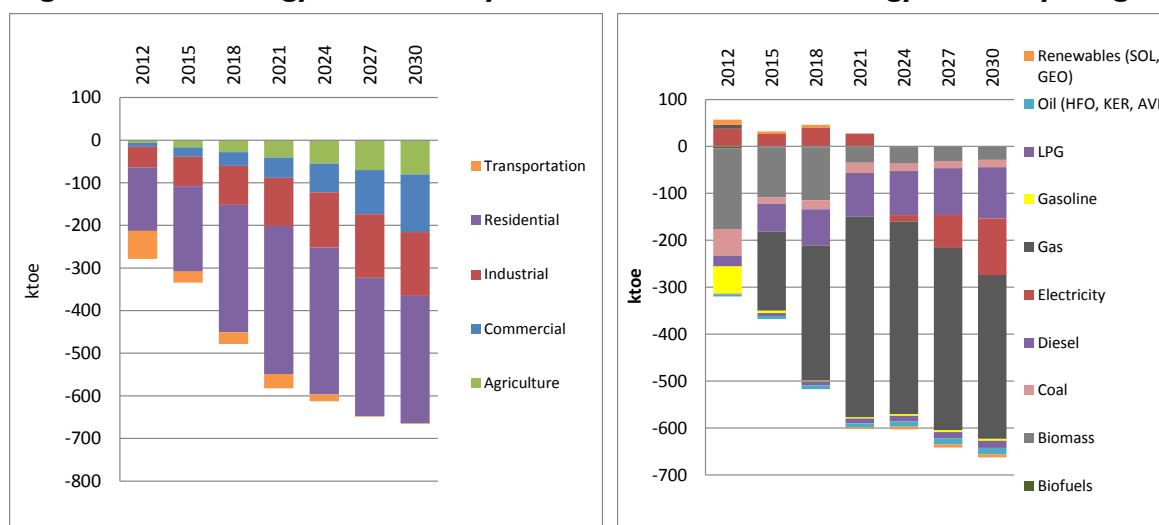 2012 2015 2018 2021 2024 2027 2030
100
0
-100
-200
-300
-400
-500
-600
-700
-800
ktoe
Transportation
Residential
Industrial
Commercial
Agriculture
2012 2015 2018 2021 2024 2027 2030
100
0
-100
-200
-300
-400
-500
-600
-700
ktoe
Renewables (SOL,
GEO)
Oil (HFO, KER, AVI
LPG
Gasoline
Gas
Electricity
Diesel
Coal
Biomass
Biofuels